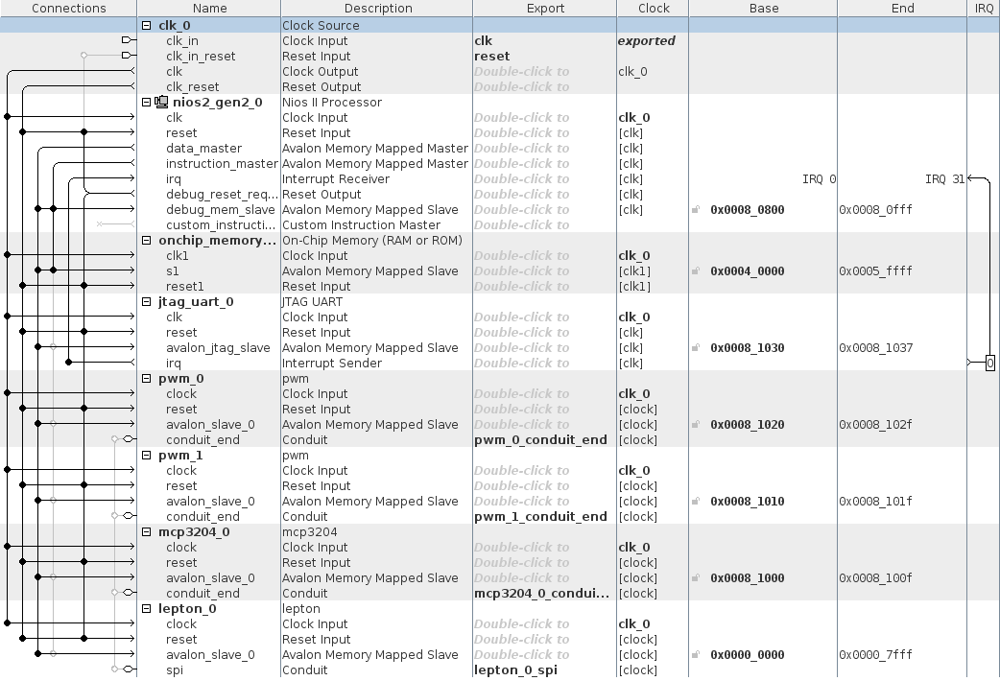 Connections Name Description Export Clock Base End IRQ
clk_0 Clock Source
clk_in Clock Input clk exported
clk_in_reset Reset Input reset
clk Clock Output Double-click to clk_0
clk_reset Reset Output Double-click to
nios2_gen2_0 Nios II Processor
clk Clock Input Double-click to clk_0
reset Reset Input Double-click to [clk]
data_master Avalon Memory Mapped Master Double-click to [clk]
instruction_master Avalon Memory Mapped Master Double-click to [clk]
irq Interrupt Receiver Double-click to [clk] IRQ 0 IRQ 31
debug_reset_req... Reset Output Double-click to [clk]
debug_mem_slave Avalon Memory Mapped Slave Double-click to [clk] 0x0008_0800 0x0008_0fff
custom_instructi... Custom Instruction Master Double-click to
onchip_memory... On-Chip Memory (RAM or ROM)
clk1 Clock Input Double-click to clk_0
s1 Avalon Memory Mapped Slave Double-click to [clk1] 0x0004_0000 0x0005_ffff
reset1 Reset Input Double-click to [clk1]
jtag_uart_0 JTAG UART
clk Clock Input Double-click to clk_0
reset Reset Input Double-click to [clk]
avalon_jtag_slave Avalon Memory Mapped Slave Double-click to [clk] 0x0008_1030 0x0008_1037
irq Interrupt Sender Double-click to [clk] 0
pwm_0 pwm
clock Clock Input Double-click to clk_0
reset Reset Input Double-click to [clock]
avalon_slave_0 Avalon Memory Mapped Slave Double-click to [clock] 0x0008_1020 0x0008_102f
conduit_end Conduit pwm_0_conduit_end [clock]
pwm_1 pwm
clock Clock Input Double-click to clk_0
reset Reset Input Double-click to [clock]
avalon_slave_0 Avalon Memory Mapped Slave Double-click to [clock] 0x0008_1010 0x0008_101f
conduit_end Conduit pwm_1_conduit_end [clock]
mcp3204_0 mcp3204
clock Clock Input Double-click to clk_0
reset Reset Input Double-click to [clock]
avalon_slave_0 Avalon Memory Mapped Slave Double-click to [clock] 0x0008_1000 0x0008_100f
conduit_end Conduit mcp3204_0_condui... [clock]
lepton_0 lepton
clock Clock Input Double-click to clk_0
reset Reset Input Double-click to [clock]
avalon_slave_0 Avalon Memory Mapped Slave Double-click to [clock] 0x0000_0000 0x0000_7fff
spi Conduit lepton_0_spi [clock]